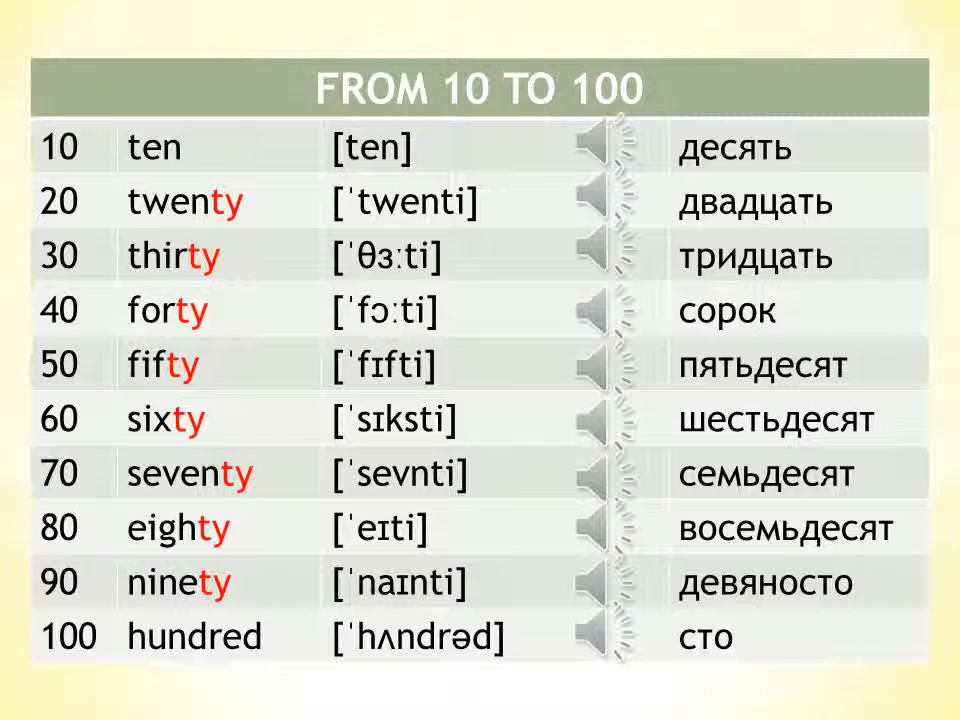 FROM 10 TO 100
10 ten [ten] десять
20 twenty [ˈtwenti] двадцать
30 thirty [ˈθɜːti] тридцать
40 forty [ˈfɔːti] сорок
50 fifty [ˈfɪfti] пятьдесят
60 sixty [ˈsɪksti] шестьдесят
70 seventy [ˈsevnti] семьдесят
80 eighty [ˈeɪti] восемьдесят
90 ninety [ˈnaɪnti] девяносто
100 hundred [ˈhʌndrəd] сто